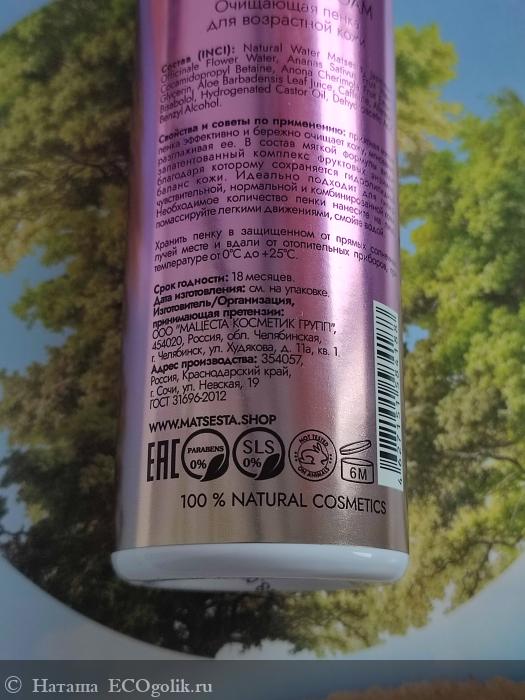 Очищающая пенка
для возрастной кожи
Состав (INCI): Natural Water Matsesta,
Officinale Flower Water, Ananas Sativus
Cocamidopropyl Betaine, Anona Cherimola Fruit
Glycerin, Aloe Barbadensis Leaf Juice,
Bisabolol, Hydrogenated Castor Oil,
Benzyl Alcohol.
Свойства и советы по применению:
пенка эффективно и бережно очищает кожу,
разглаживая ее. В состав мягкой формулы
запатентованный комплекс фруктовых
благодаря которому сохраняется
баланс кожи. Идеально подходит для
чувствительной, нормальной и комбинированной
Необходимое количество пенки нанесите
помассируйте легкими движениями, смойте водой
Хранить пенку в защищенном от прямых
лучей месте и вдали от отопительных приборов, при
температуре от 0°С до +25°С.
Срок годности: 18 месяцев.
Дата изготовления: см. на упаковке.
Изготовитель/Организация,
принимающая претензии:
ООО "МАЦЕСТА КОСМЕТИК ГРУПП",
454020, Россия, обл. Челябинская,
г. Челябинск, ул. Худякова, д. 11а, кв. 1
Адрес производства: 354057,
Россия, Краснодарский край,
г. Сочи, ул. Невская, 19
ГОСТ 31696-2012
WWW.MATSESTA.SHOP
EAC PARABENS 0% SLS 0% NOT TESTED ON ANIMALS 6M
100 % NATURAL COSMETICS
© Наташа ECOgolik.ru